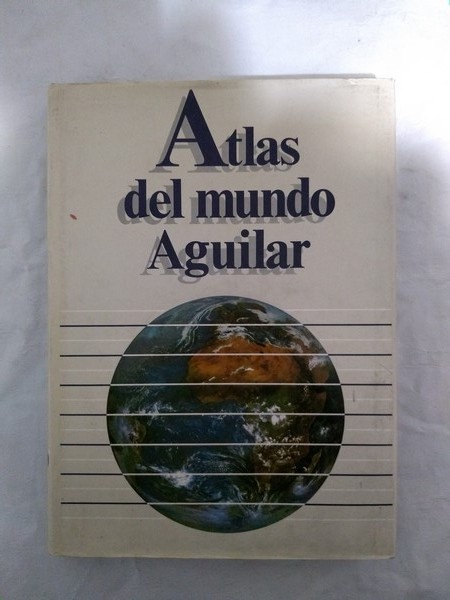 Atlas
del mundo
Aguilar